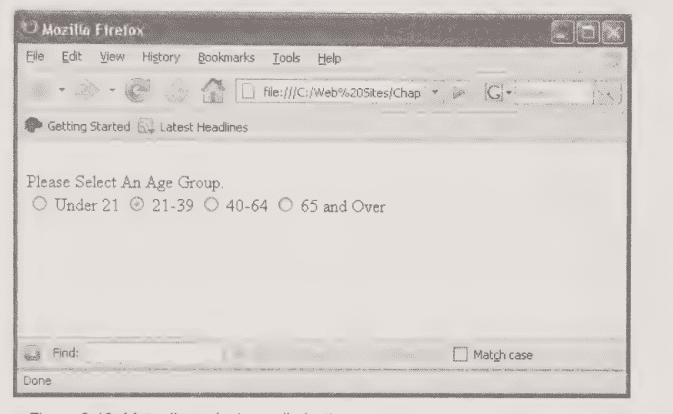 Mozilla Firefox
File Edit View History Bookmarks Tools Help
file:///C:/Web%20Sites/Chap G
Getting Started Latest Headlines
Please Select An Age Group.
Under 21 21-39 40-64 65 and Over
Find: Match case
Done